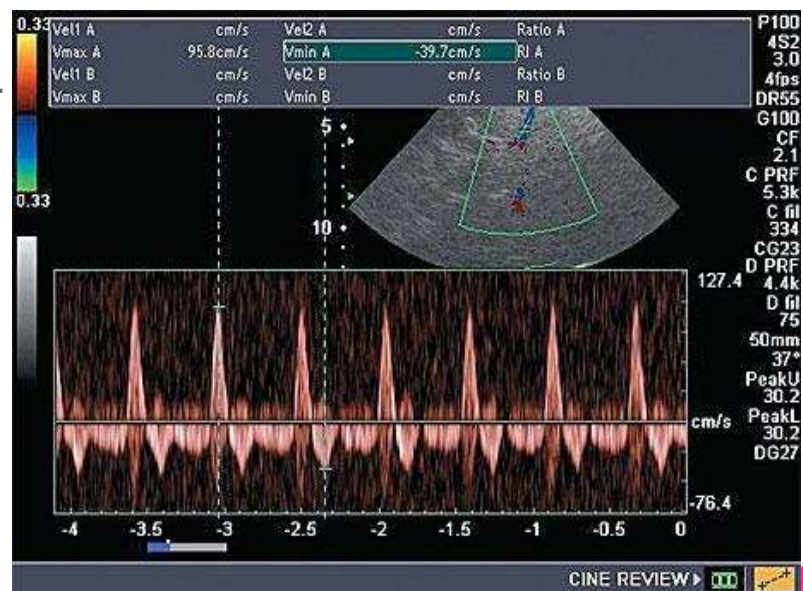 0.33
Vel1 A cm/s Vel2 A cm/s Ratio A
Vmax A 95.8cm/s Vmin A -39.7cm/s RI A
Vel1 B cm/s Vel2 B cm/s Ratio B
Vmax B cm/s Vmin B cm/s RI B
0.33
5
10
P100
4S2
3.0
4fps
DR55
G100
CF
2.1
C PRF
5.3k
C fil
334
CG23
D PRF
4.4k
D fil
75
50mm
37°
PeakU
30.2
PeakL
30.2
DG27
127.4
cm/s
-76.4
-4 -3.5 -3 -2.5 -2 -1.5 -1 -0.5 0
CINE REVIEW